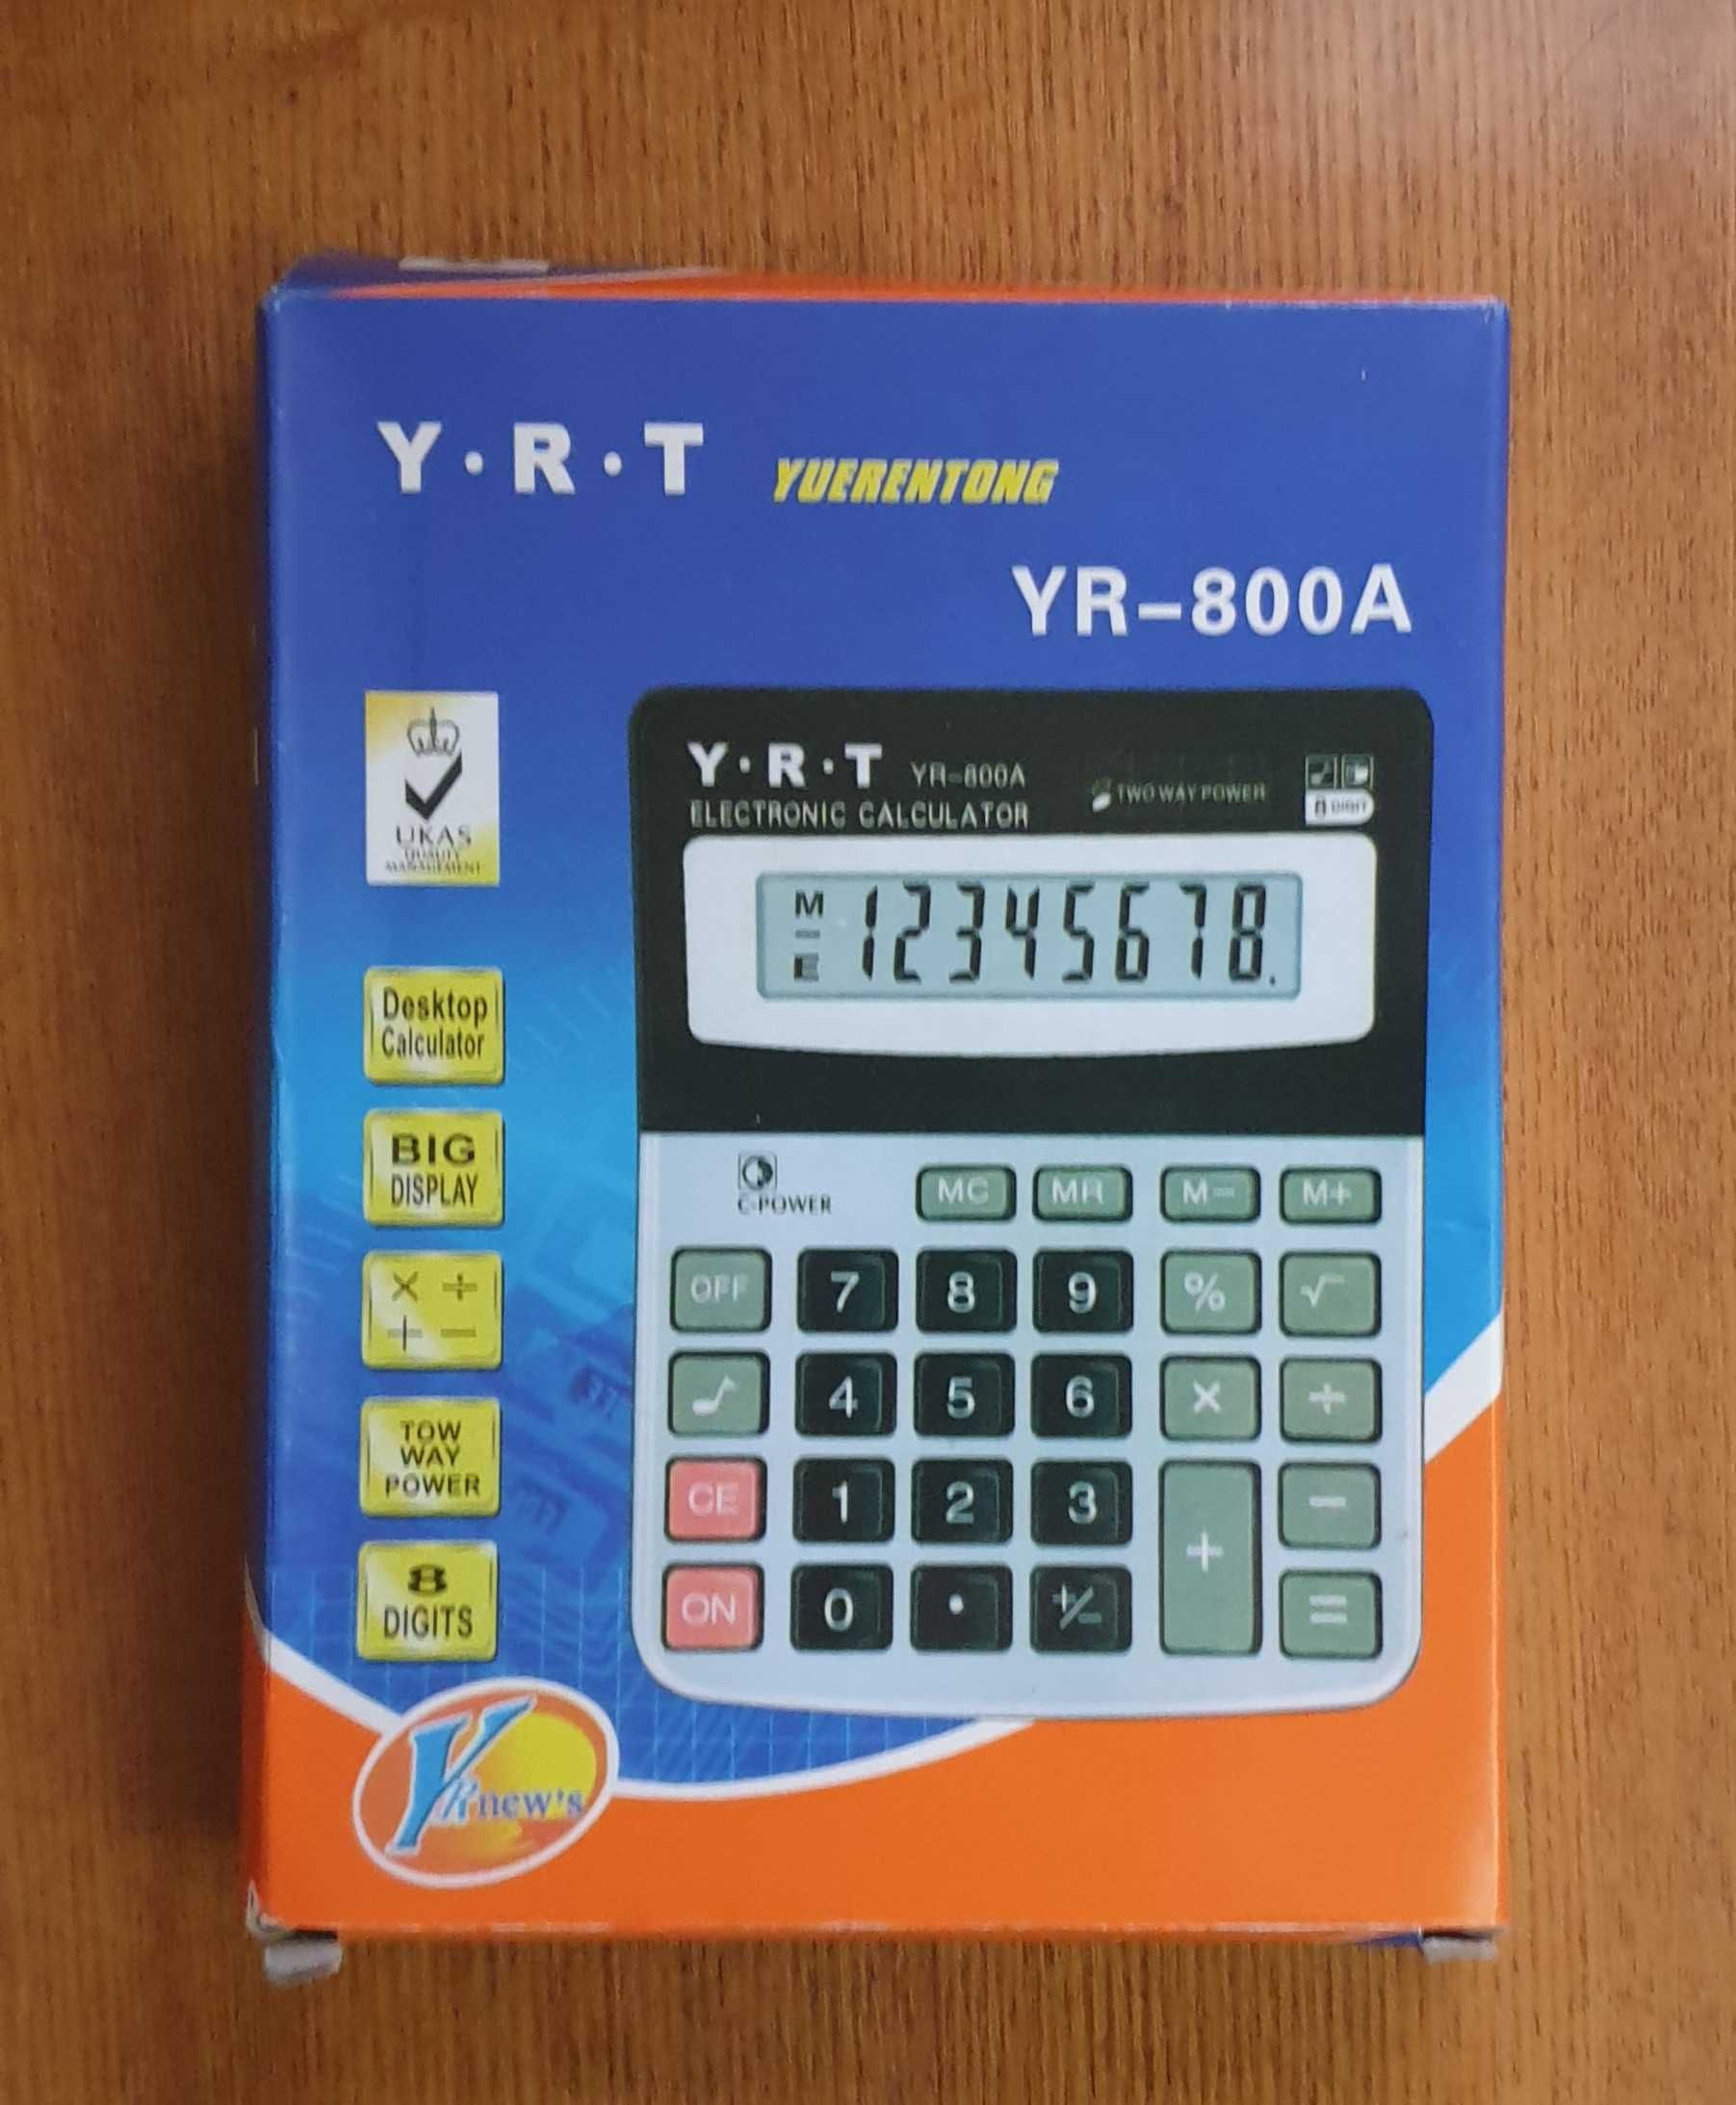 Y·R·T YUERENTONG
YR-800A
UKAS
QUALITY
MANAGEMENT
Desktop
Calculator
BIG
DISPLAY
× ÷
+ −
TOW
WAY
POWER
8
DIGITS
YRnew's
Y·R·T YR-800A
ELECTRONIC CALCULATOR
TWO WAY POWER
8 DIGIT
M
−
E
12345678.
C-POWER
MC MR M− M+
OFF 7 8 9 % √
4 5 6 × ÷
CE 1 2 3 + −
ON 0 · +/− =